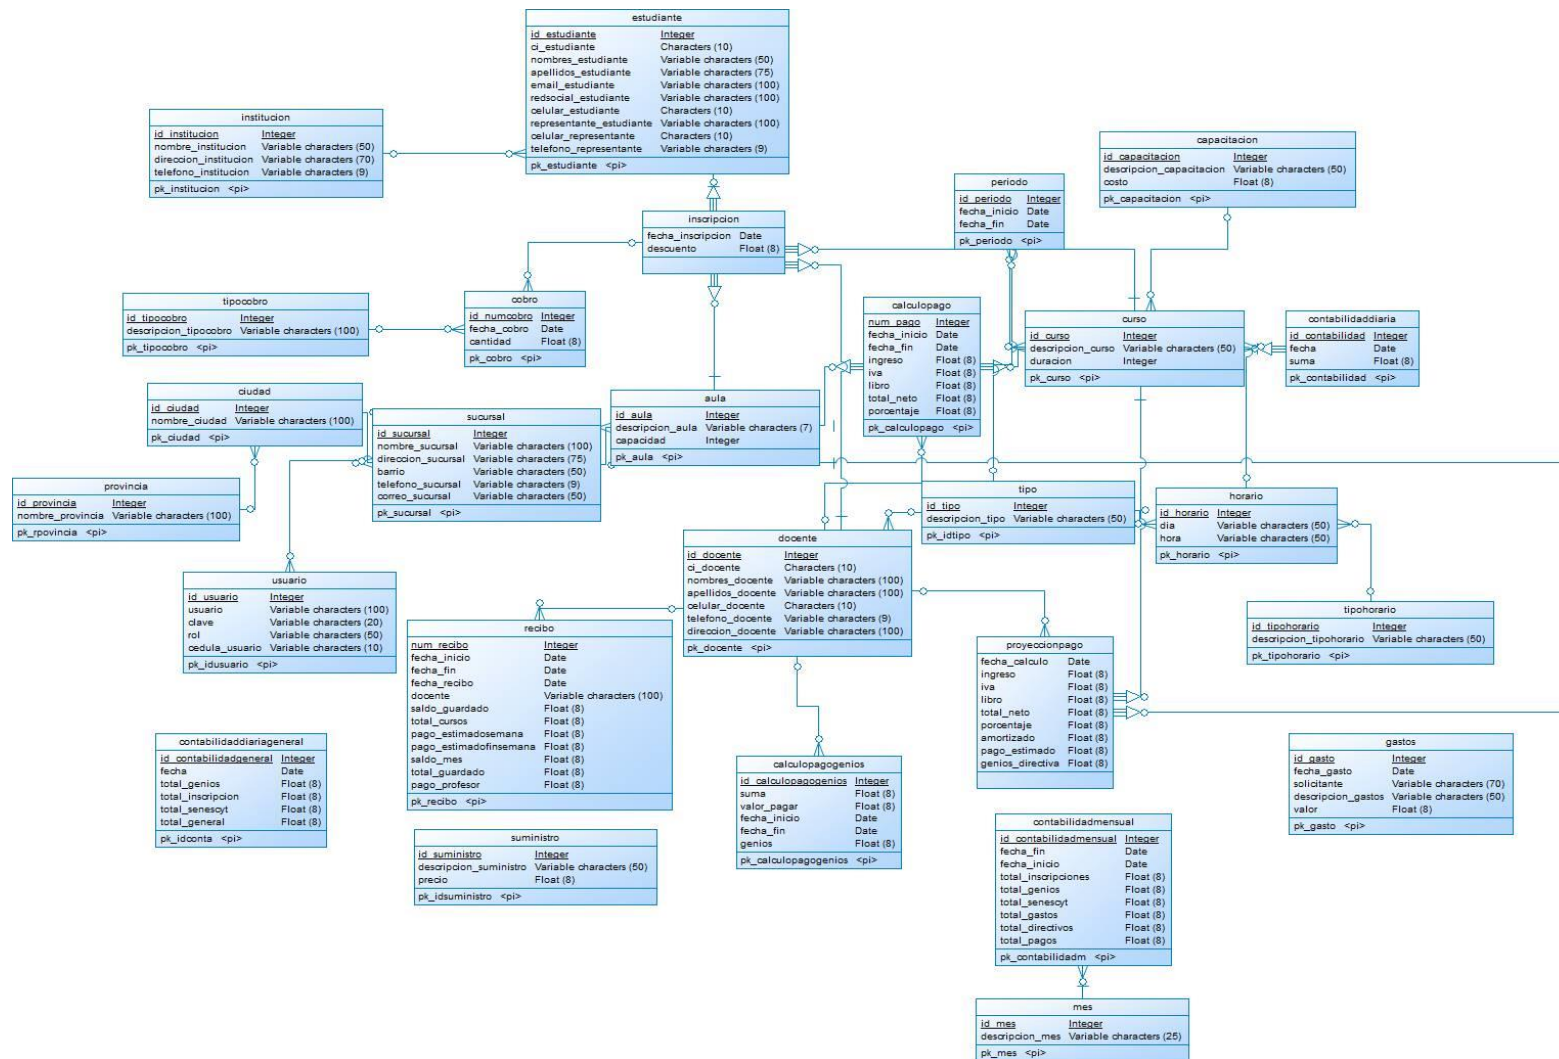 estudiante
id_estudiante Integer
ci_estudiante Characters (10)
nombres_estudiante Variable characters (50)
apellidos_estudiante Variable characters (75)
email_estudiante Variable characters (100)
redsocial_estudiante Variable characters (100)
celular_estudiante Characters (10)
representante_estudiante Variable characters (100)
celular_representante Characters (10)
telefono_representante Variable characters (9)
pk_estudiante <pi>
institucion
id_institucion Integer
nombre_institucion Variable characters (50)
direccion_institucion Variable characters (70)
telefono_institucion Variable characters (9)
pk_institucion <pi>
capacitacion
id_capacitacion Integer
descripcion_capacitacion Variable characters (50)
costo Float (8)
pk_capacitacion <pi>
periodo
id_periodo Integer
fecha_inicio Date
fecha_fin Date
pk_periodo <pi>
inscripcion
fecha_inscripcion Date
descuento Float (8)
tipocobro
id_tipocobro Integer
descripcion_tipocobro Variable characters (100)
pk_tipocobro <pi>
cobro
id_numcobro Integer
fecha_cobro Date
cantidad Float (8)
pk_cobro <pi>
calculopago
num_pago Integer
fecha_inicio Date
fecha_fin Date
ingreso Float (8)
iva Float (8)
libro Float (8)
total_neto Float (8)
porcentaje Float (8)
pk_calculopago <pi>
curso
id_curso Integer
descripcion_curso Variable characters (50)
duracion Integer
pk_curso <pi>
contabilidaddiaria
id_contabilidad Integer
fecha Date
suma Float (8)
pk_contabilidad <pi>
ciudad
id_ciudad Integer
nombre_ciudad Variable characters (100)
pk_ciudad <pi>
sucursal
id_sucursal Integer
nombre_sucursal Variable characters (100)
direccion_sucursal Variable characters (75)
barrio Variable characters (50)
telefono_sucursal Variable characters (9)
correo_sucursal Variable characters (50)
pk_sucursal <pi>
aula
id_aula Integer
descripcion_aula Variable characters (7)
capacidad Integer
pk_aula <pi>
provincia
id_provincia Integer
nombre_provincia Variable characters (100)
pk_rpovincia <pi>
tipo
id_tipo Integer
descripcion_tipo Variable characters (50)
pk_idtipo <pi>
horario
id_horario Integer
dia Variable characters (50)
hora Variable characters (50)
pk_horario <pi>
docente
id_docente Integer
ci_docente Characters (10)
nombres_docente Variable characters (100)
apellidos_docente Variable characters (100)
celular_docente Characters (10)
telefono_docente Variable characters (9)
direccion_docente Variable characters (100)
pk_docente <pi>
usuario
id_usuario Integer
usuario Variable characters (100)
clave Variable characters (20)
rol Variable characters (50)
cedula_usuario Variable characters (10)
pk_idusuario <pi>
recibo
num_recibo Integer
fecha_inicio Date
fecha_fin Date
fecha_recibo Date
docente Variable characters (100)
saldo_guardado Float (8)
total_cursos Float (8)
pago_estimadosemana Float (8)
pago_estimadofinsemana Float (8)
saldo_mes Float (8)
total_guardado Float (8)
pago_profesor Float (8)
pk_recibo <pi>
tipohorario
id_tipohorario Integer
descripcion_tipohorario Variable characters (50)
pk_tipohorario <pi>
proyeccionpago
fecha_calculo Date
ingreso Float (8)
iva Float (8)
libro Float (8)
total_neto Float (8)
porcentaje Float (8)
amortizado Float (8)
pago_estimado Float (8)
genios_directiva Float (8)
contabilidaddiariageneral
id_contabilidadgeneral Integer
fecha Date
total_genios Float (8)
total_inscripcion Float (8)
total_senescyt Float (8)
total_general Float (8)
pk_idconta <pi>
calculopagogenios
id_calculopagogenios Integer
suma Float (8)
valor_pagar Float (8)
fecha_inicio Date
fecha_fin Date
genios Float (8)
pk_calculopagogenios <pi>
gastos
id_gasto Integer
fecha_gasto Date
solicitante Variable characters (70)
descripcion_gastos Variable characters (50)
valor Float (8)
pk_gasto <pi>
suministro
id_suministro Integer
descripcion_suministro Variable characters (50)
precio Float (8)
pk_idsuministro <pi>
contabilidadmensual
id_contabilidadmensual Integer
fecha_fin Date
fecha_inicio Date
total_inscripciones Float (8)
total_genios Float (8)
total_senescyt Float (8)
total_gastos Float (8)
total_directivos Float (8)
total_pagos Float (8)
pk_contabilidadm <pi>
mes
id_mes Integer
descripcion_mes Variable characters (25)
pk_mes <pi>